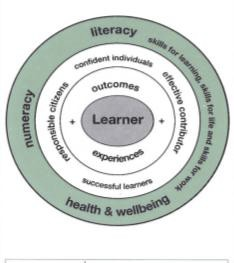 literacy
skills for learning, skills for life and skills for work
health & wellbeing
numeracy
confident individuals
effective contributor
successful learners
responsible citizens
outcomes
+ Learner +
experiences